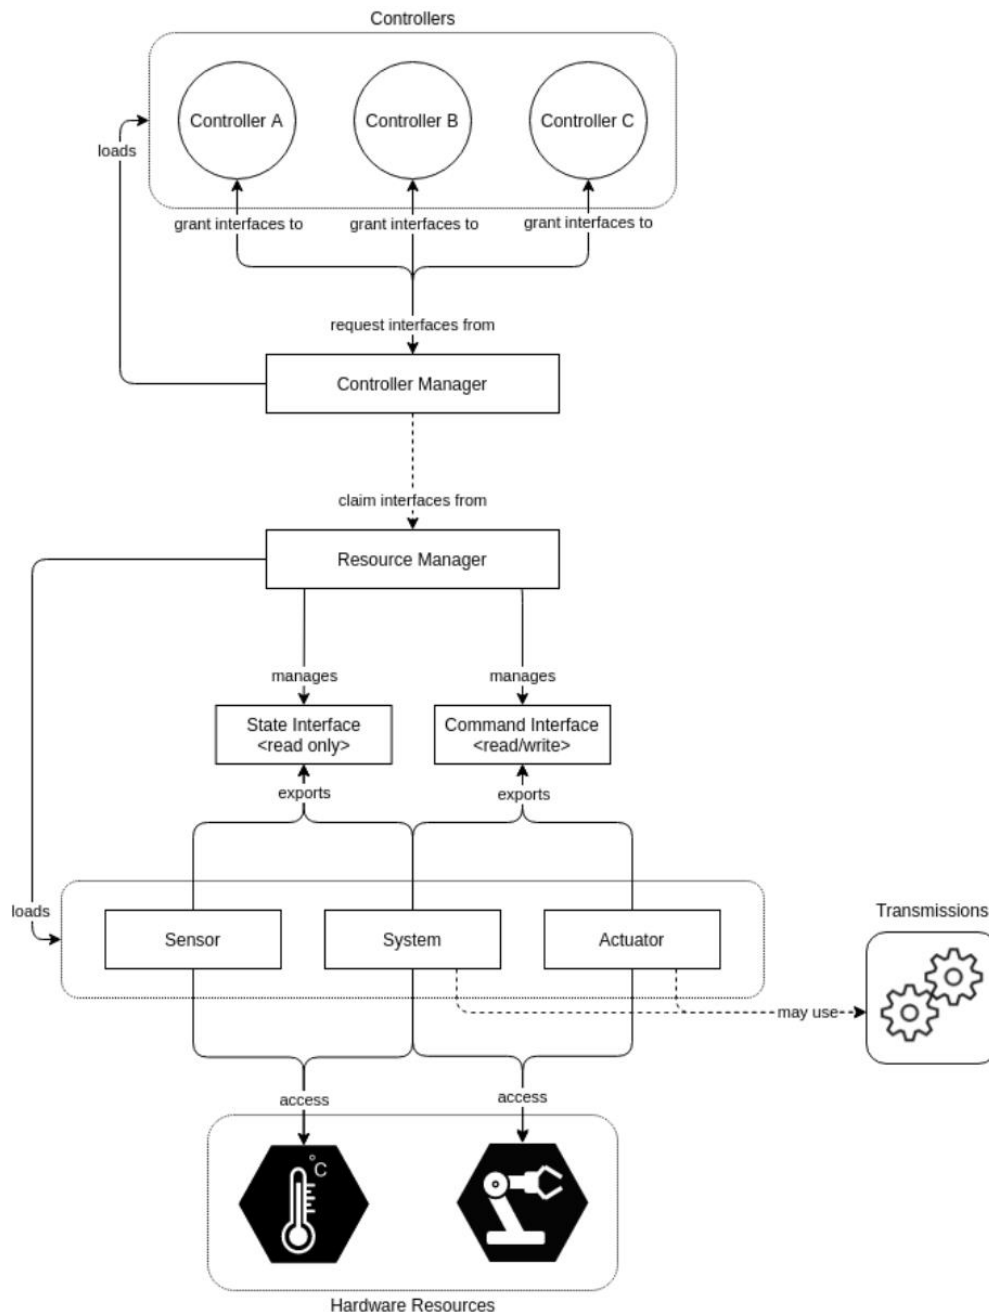 Controllers
Controller A
Controller B
Controller C
loads
grant interfaces to
grant interfaces to
grant interfaces to
request interfaces from
Controller Manager
claim interfaces from
Resource Manager
manages
manages
State Interface
<read only>
Command Interface
<read/write>
exports
exports
loads
Sensor
System
Actuator
Transmissions
may use
access
access
°C
Hardware Resources